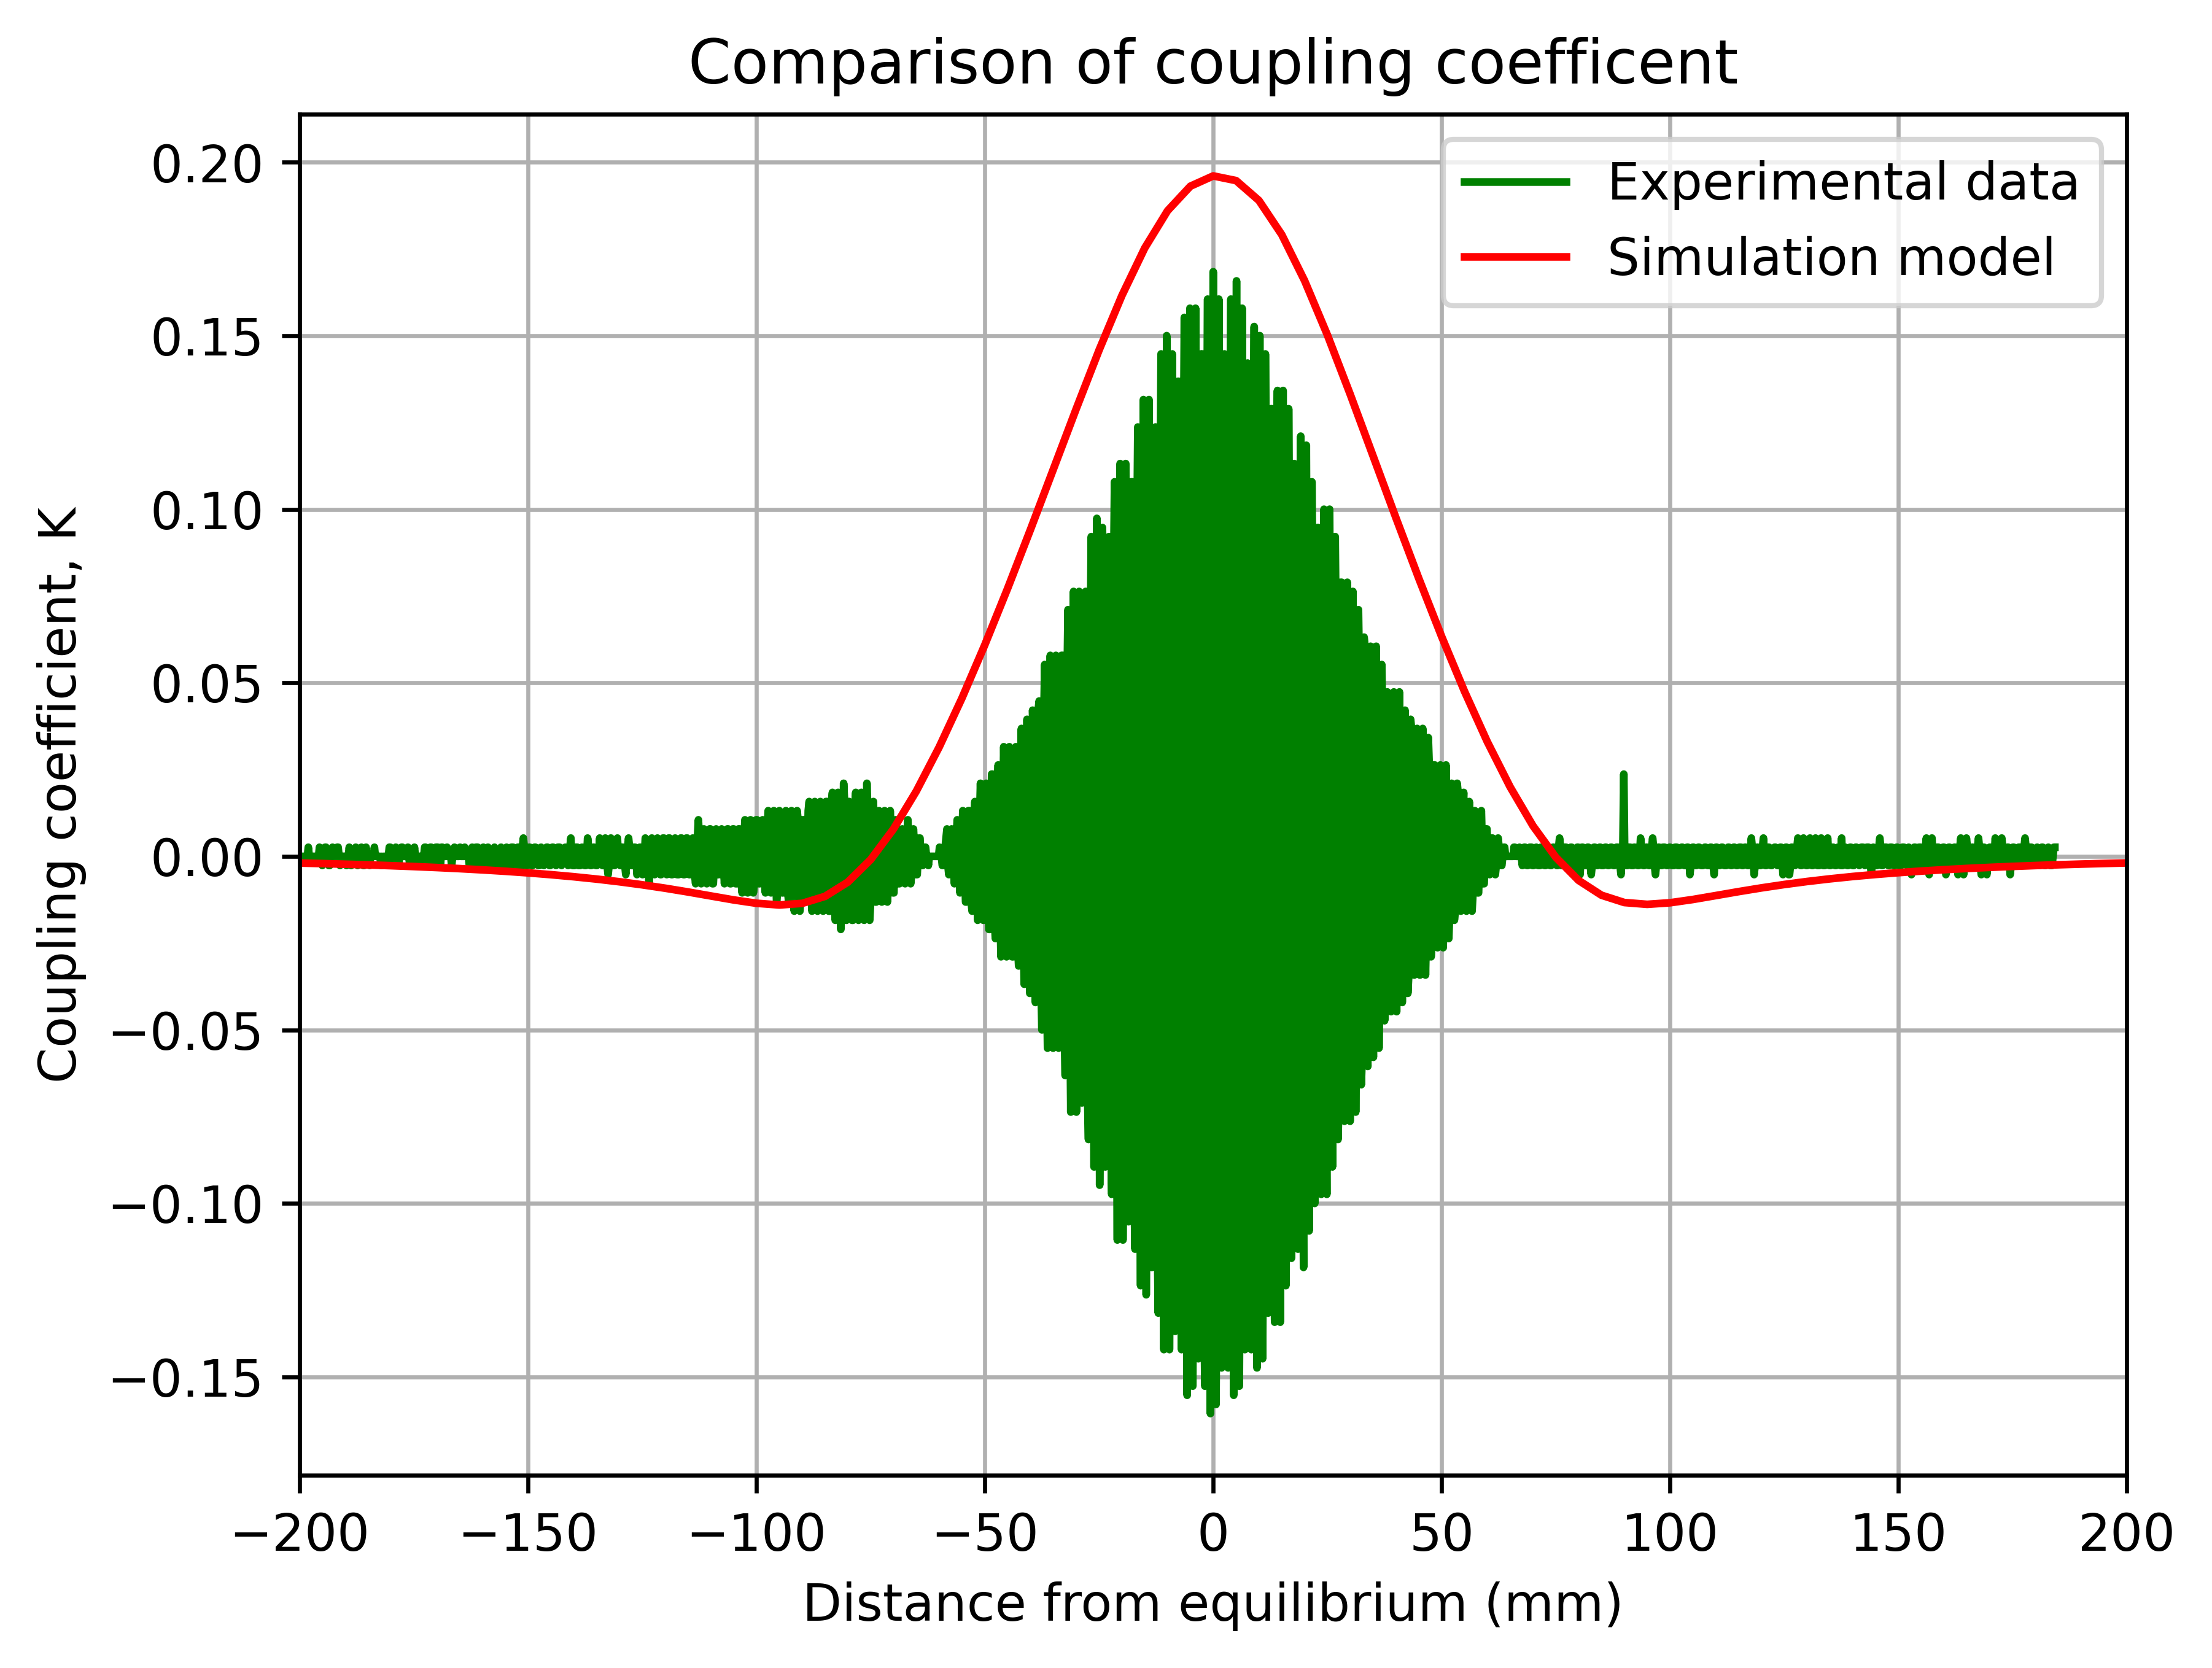 Comparison of coupling coefficent
Experimental data
Simulation model
0.20
0.15
0.10
0.05
0.00
−0.05
−0.10
−0.15
Coupling coefficient, K
−200 −150 −100 −50 0 50 100 150 200
Distance from equilibrium (mm)